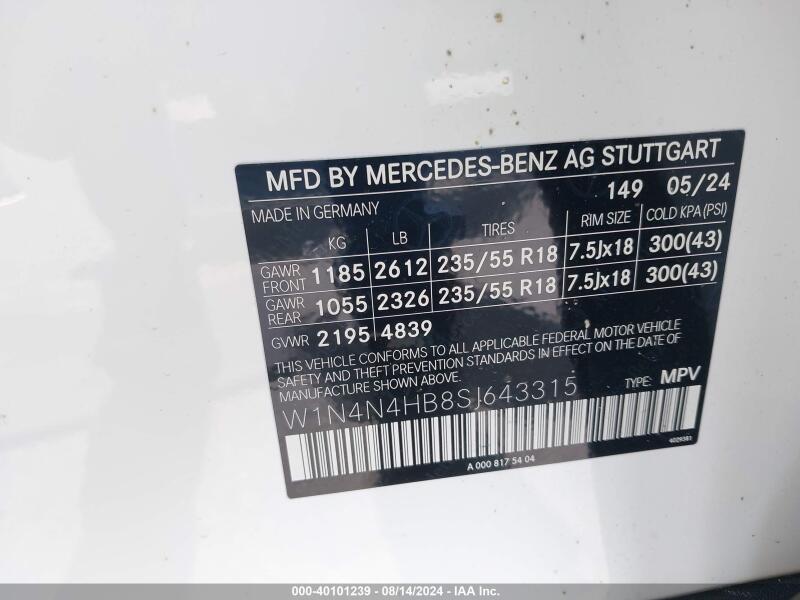 MFD BY MERCEDES-BENZ AG STUTTGART
149 05/24
MADE IN GERMANY
KG LB TIRES RIM SIZE COLD KPA (PSI)
GAWR FRONT 1185 2612 235/55 R18 7.5Jx18 300(43)
GAWR REAR 1055 2326 235/55 R18 7.5Jx18 300(43)
GVWR 2195 4839
THIS VEHICLE CONFORMS TO ALL APPLICABLE FEDERAL MOTOR VEHICLE
SAFETY AND THEFT PREVENTION STANDARDS IN EFFECT ON THE DATE OF
MANUFACTURE SHOWN ABOVE.
W1N4N4HB8SJ643315 TYPE: MPV
4029381
A 000 817 54 04
000-40101239 - 08/14/2024 - IAA Inc.